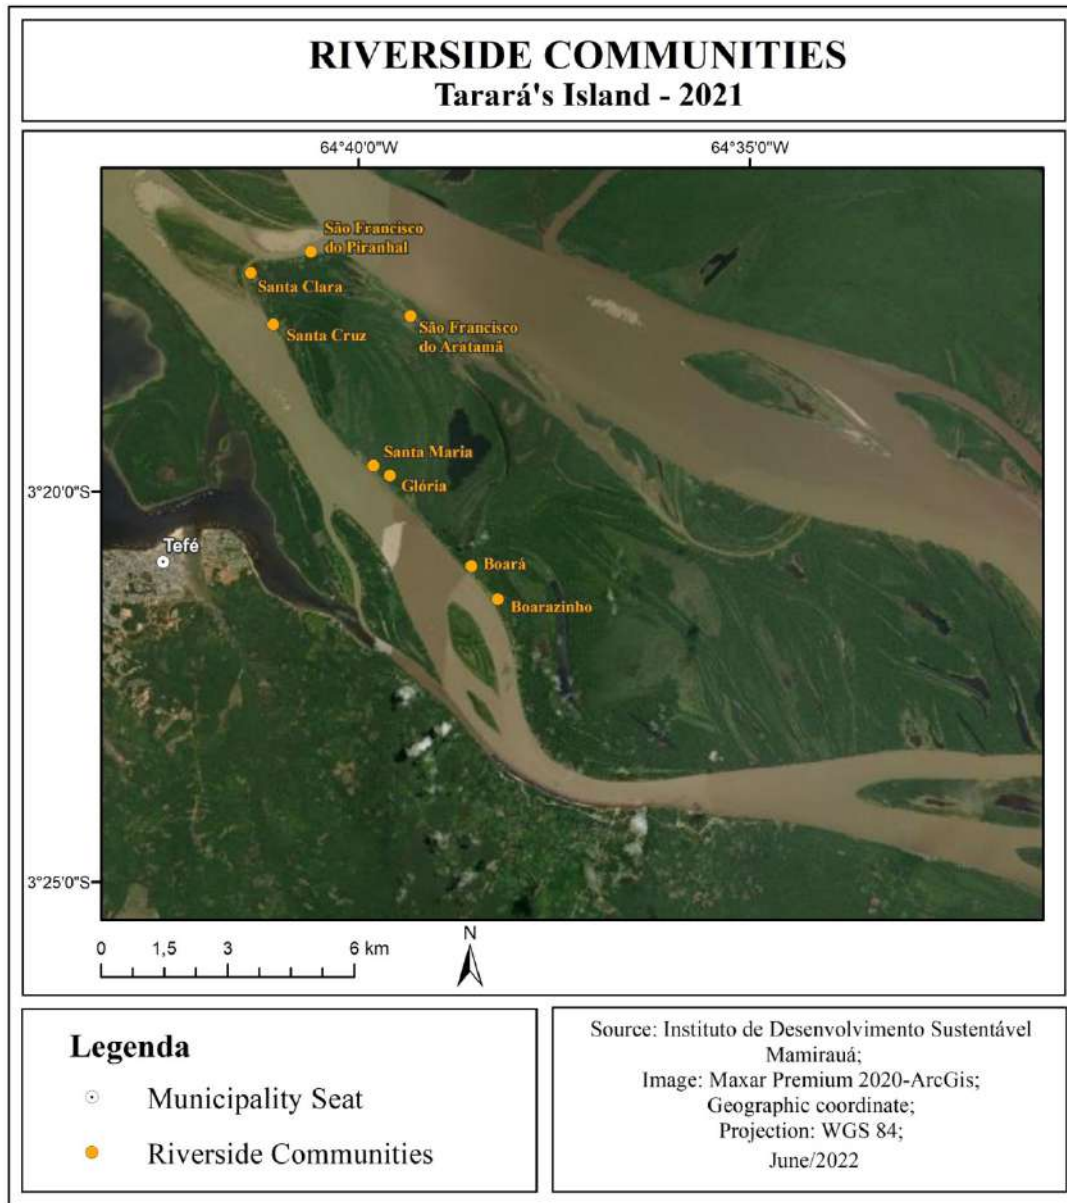 RIVERSIDE COMMUNITIES
Tarará's Island - 2021
64°40'0"W
64°35'0"W
São Francisco
do Piranhal
Santa Clara
Santa Cruz
São Francisco
do Aratamã
Santa Maria
Glória
3°20'0"S
Tefé
Boará
Boarazinho
3°25'0"S
0 1,5 3 6 km
N
Legenda
Municipality Seat
Riverside Communities
Source: Instituto de Desenvolvimento Sustentável
Mamirauá;
Image: Maxar Premium 2020-ArcGis;
Geographic coordinate;
Projection: WGS 84;
June/2022